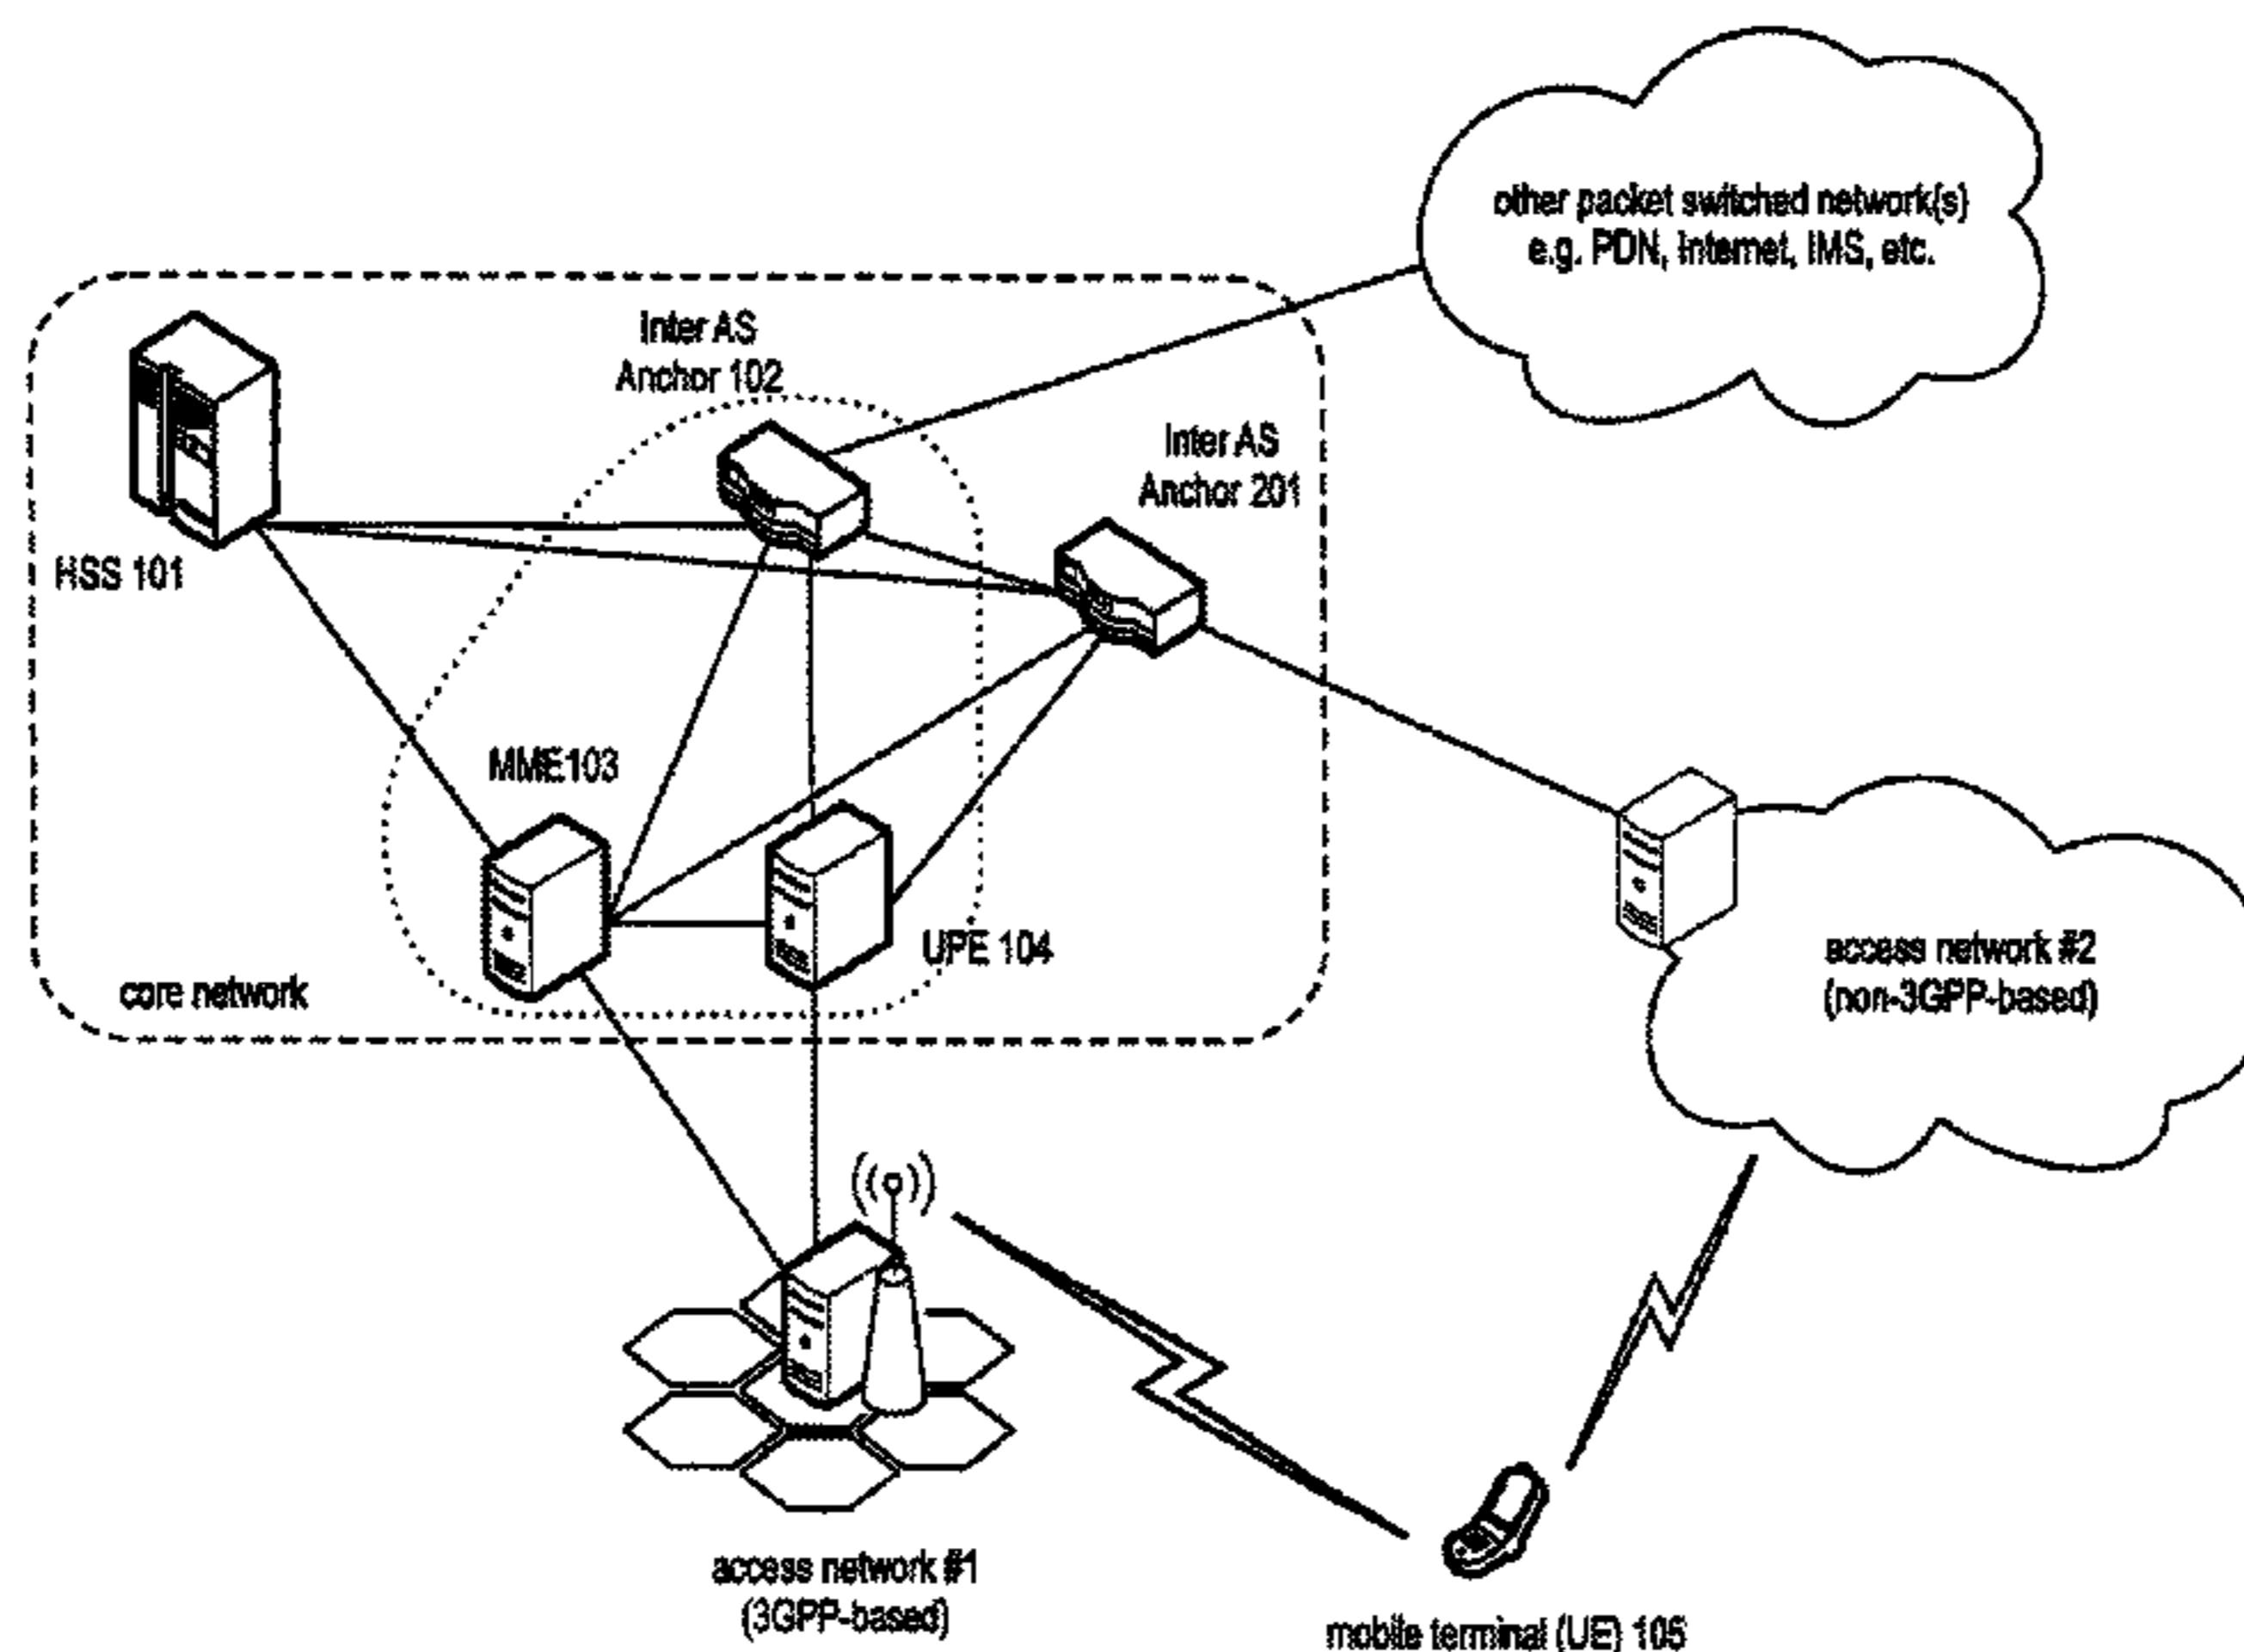 other packet switched network(s)
e.g. PDN, Internet, IMS, etc.
Inter AS
Anchor 102
Inter AS
Anchor 201
HSS 101
MME103
UPE 104
core network
access network #2
(non-3GPP-based)
access network #1
(3GPP-based)
mobile terminal (UE) 105